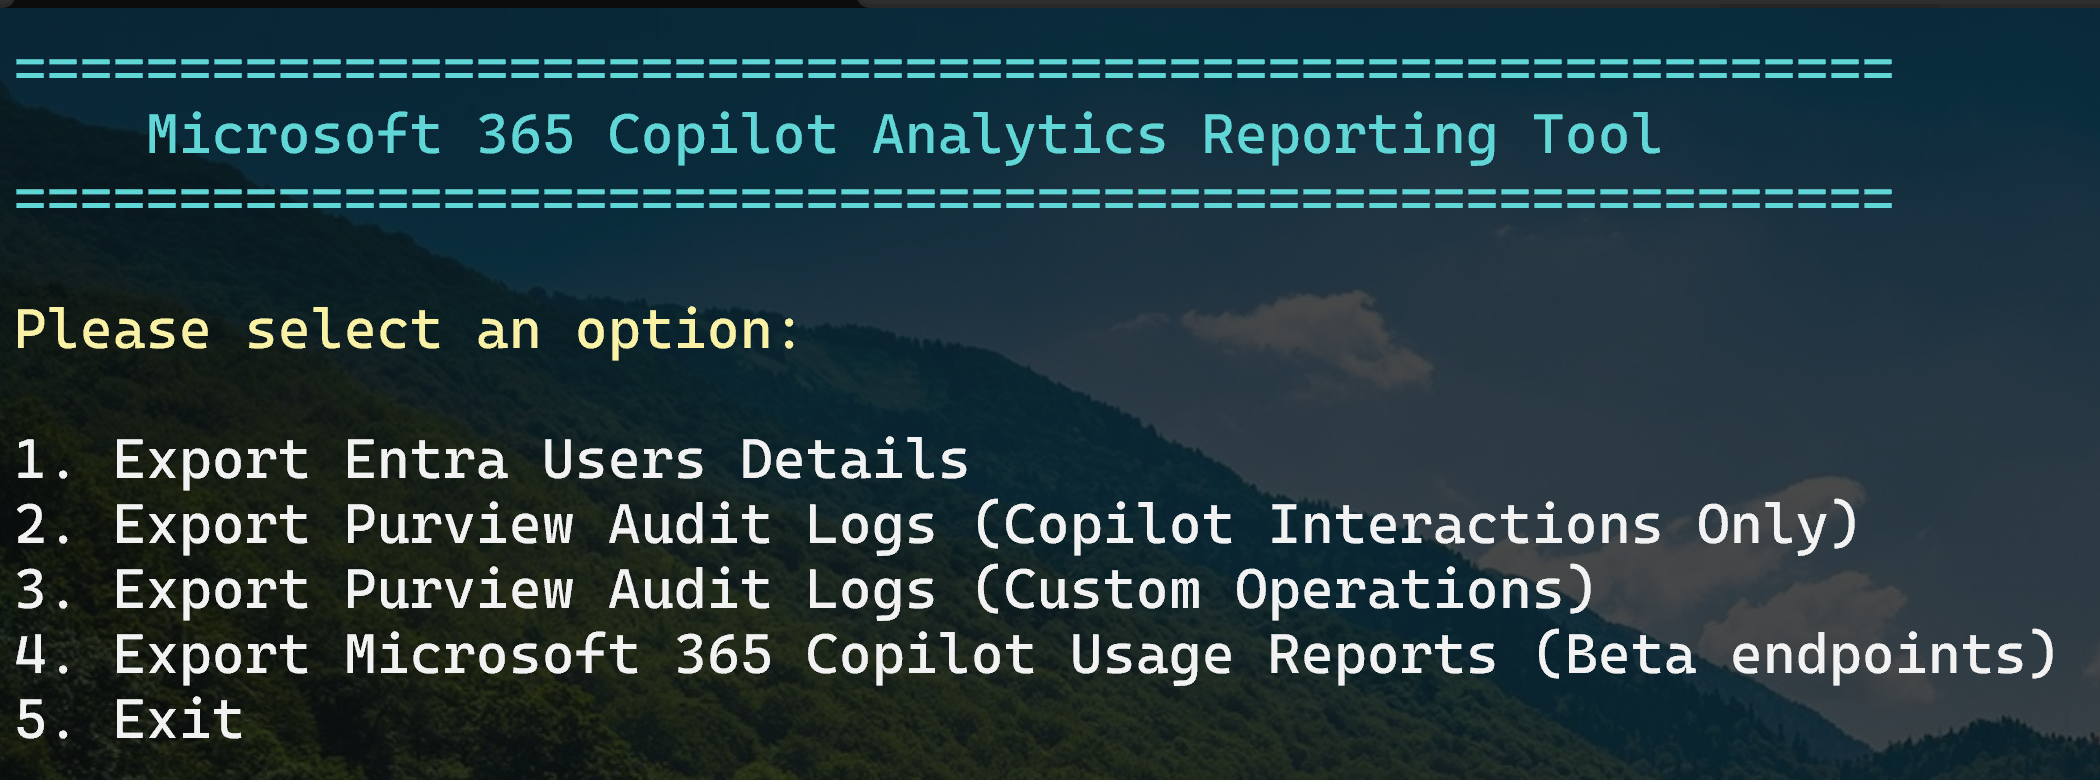 =========================================================
Microsoft 365 Copilot Analytics Reporting Tool
=========================================================
Please select an option:
1. Export Entra Users Details
2. Export Purview Audit Logs (Copilot Interactions Only)
3. Export Purview Audit Logs (Custom Operations)
4. Export Microsoft 365 Copilot Usage Reports (Beta endpoints)
5. Exit